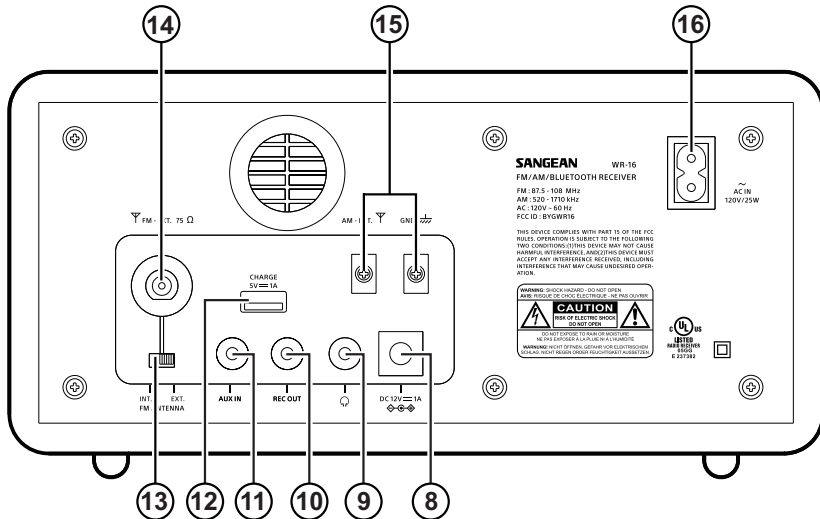 14
15
16
SANGEAN WR-16
FM/AM/BLUETOOTH RECEIVER
FM : 87.5 - 108 MHz
AM : 520 - 1710 kHz
AC : 120V ~ 60 Hz
FCC ID : BYGWR16
THIS DEVICE COMPLIES WITH PART 15 OF THE FCC
RULES. OPERATION IS SUBJECT TO THE FOLLOWING
TWO CONDITIONS:(1)THIS DEVICE MAY NOT CAUSE
HARMFUL INTERFERENCE, AND(2)THIS DEVICE MUST
ACCEPT ANY INTERFERENCE RECEIVED, INCLUDING
INTERFERENCE THAT MAY CAUSE UNDESIRED OPER-
ATION.
~
AC IN
120V/25W
FM - EXT. 75 Ω
AM - EXT.
GND
CHARGE
5V⎓1A
WARNING: SHOCK HAZARD - DO NOT OPEN
AVIS: RISQUE DE CHOC ÉLECTRIQUE - NE PAS OUVRIR
CAUTION
RISK OF ELECTRIC SHOCK
DO NOT OPEN
DO NOT EXPOSE TO RAIN OR MOISTURE
NE PAS EXPOSER À LA PLUIE NI À L'HUMIDITÉ
WARNUNG! NICHT ÖFFNEN. GEFAHR VOR ELEKTRISCHEM
SCHLAG. NICHT REGEN ORDER FEUCHTIGKEIT AUSSETZEN
C UL US
LISTED
RADIO RECEIVER
05GG
E 237382
INT. EXT.
FM ANTENNA
AUX IN
REC OUT
DC 12V⎓1A
13
12
11
10
9
8